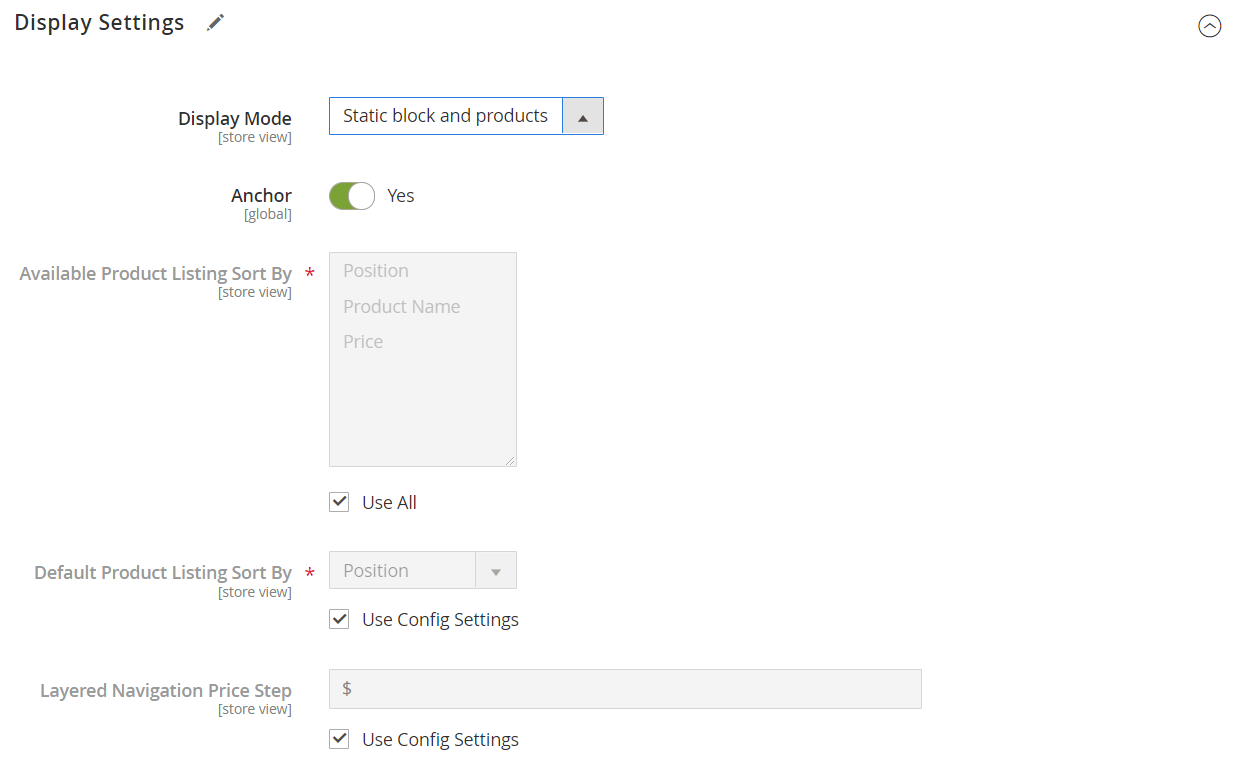 Display Settings
Display Mode
[store view]
Static block and products
Anchor
[global]
Yes
Available Product Listing Sort By *
[store view]
Position
Product Name
Price
Use All
Default Product Listing Sort By *
[store view]
Position
Use Config Settings
Layered Navigation Price Step
[store view]
$
Use Config Settings